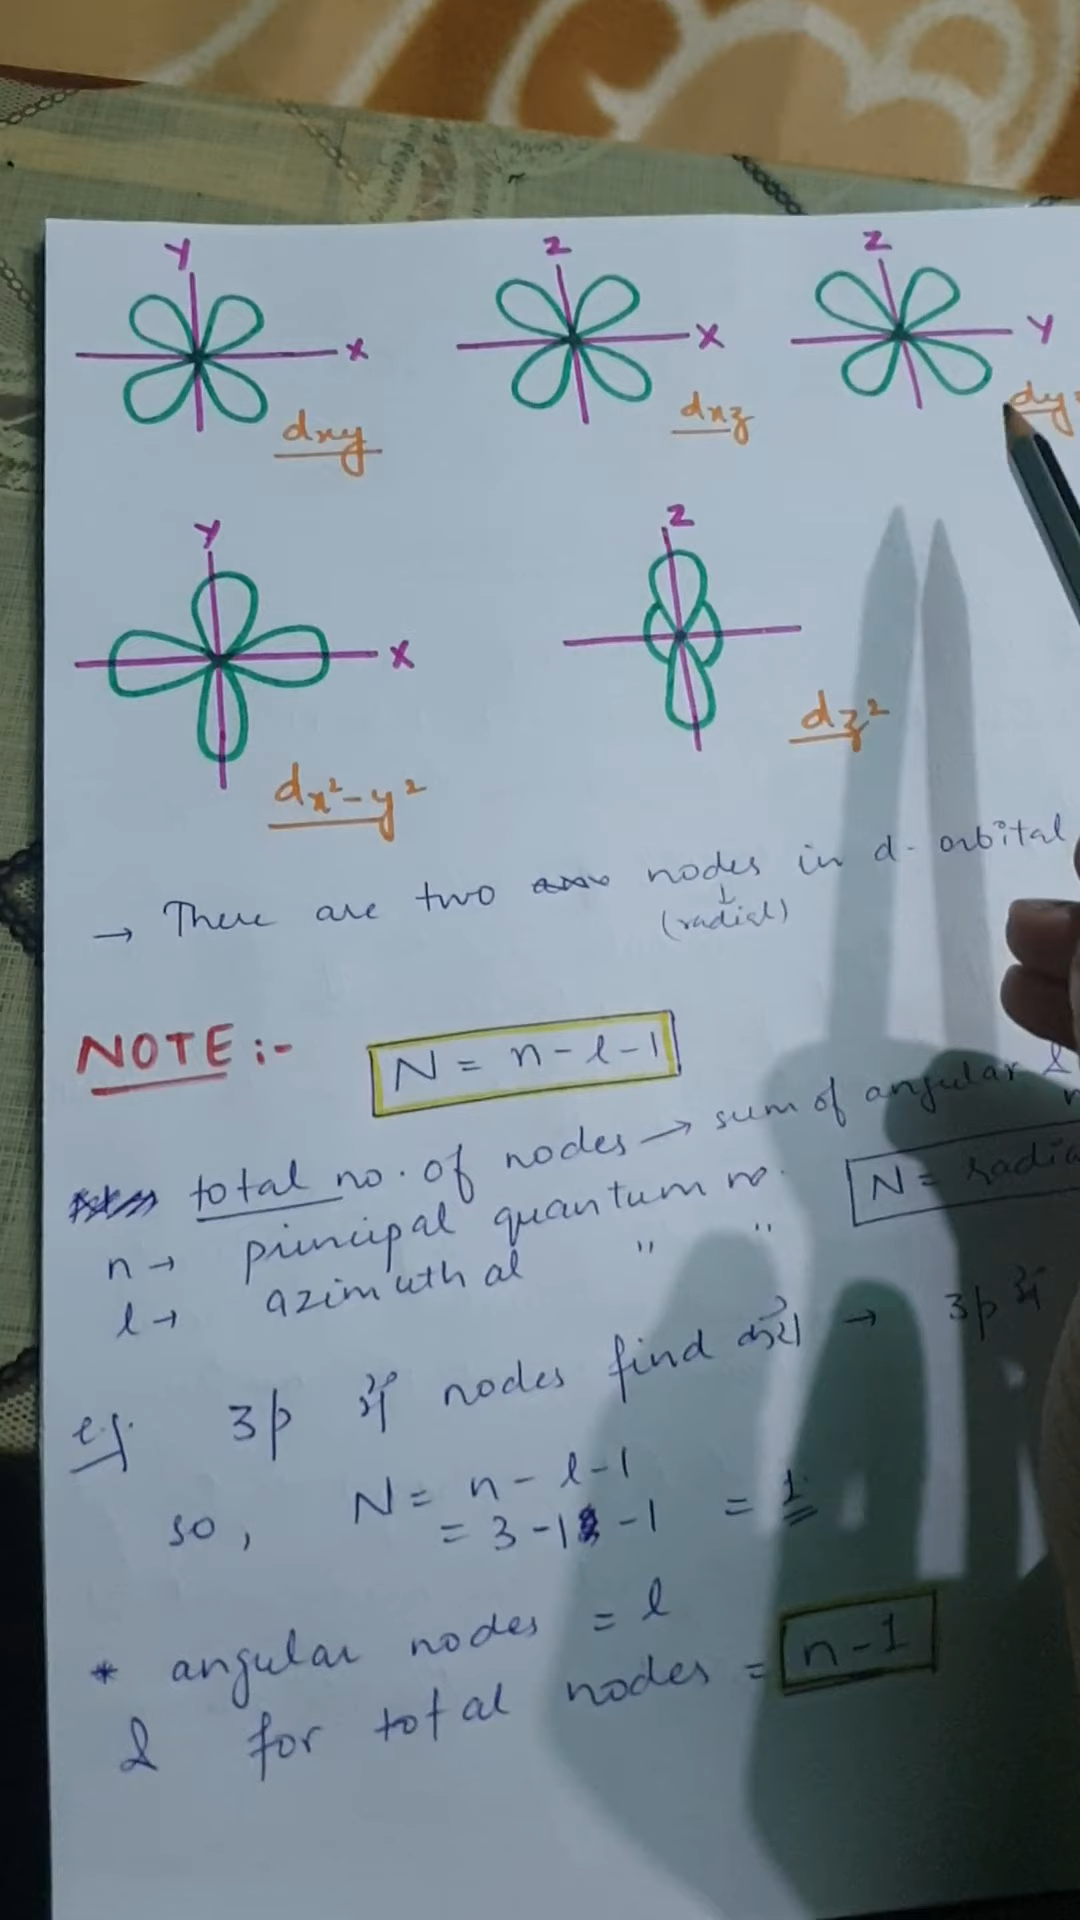 Y Z Z
X X Y
dxy dxz
Y Z
X
dx²-y² dz²
→ There are two nodes in d-orbital
(radial)
NOTE :- N = n-l-1
total no. of nodes → sum of angular &
n → principal quantum no. N = radia
l → azimuthal " "
e.g. 3p में nodes find करो → 3p में
so, N = n-l-1
= 3-1-1 = 1
* angular nodes = l
& for total nodes = n-1